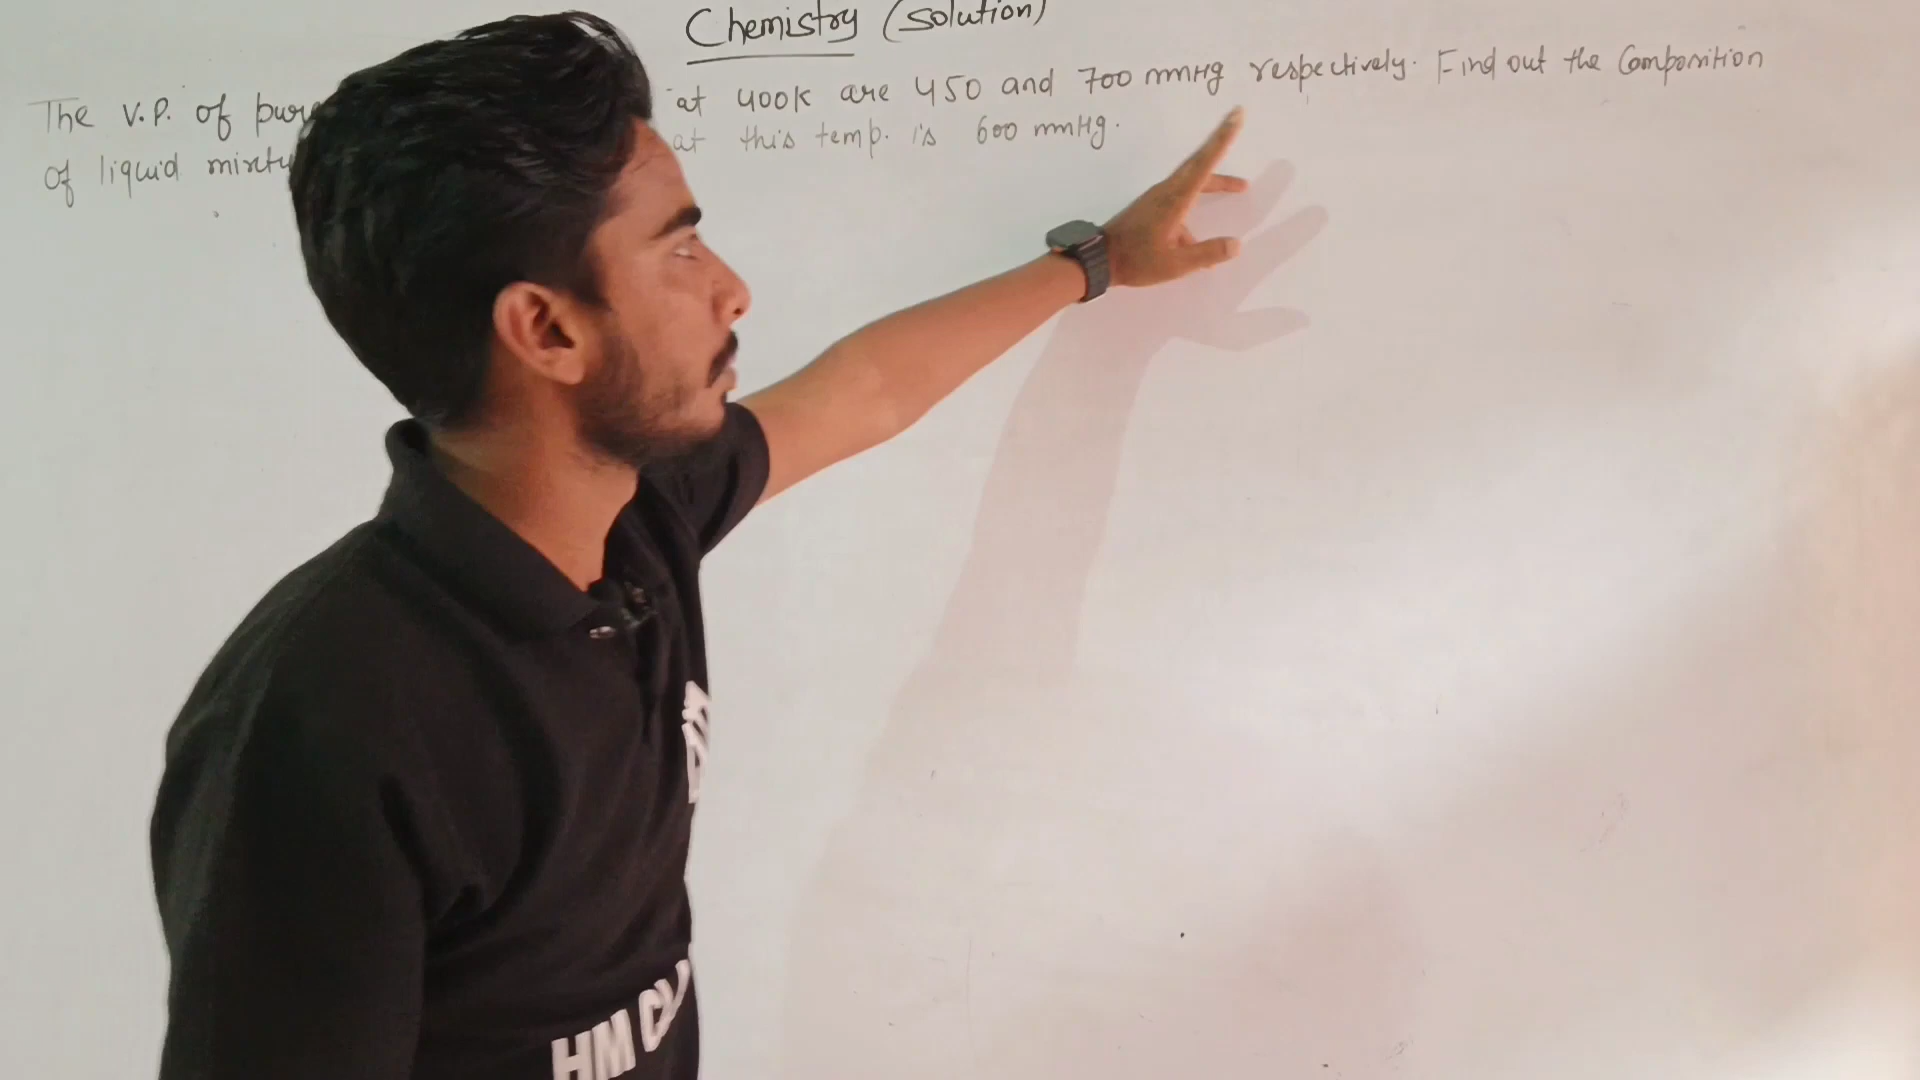 Chemistry (Solution)
The V.P. of pure at 400K are 450 and 700 mmHg respectively. Find out the Composition
of liquid at this temp. is 600 mmHg.
HM